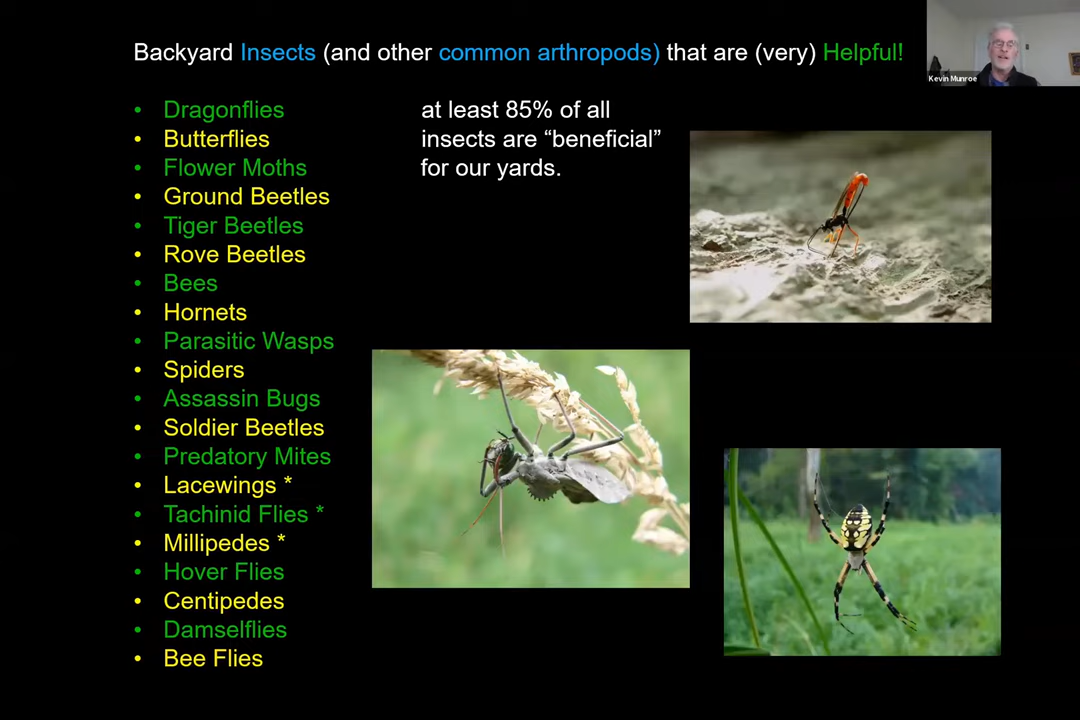 Backyard Insects (and other common arthropods) that are (very) Helpful!
Kevin Munroe
• Dragonflies
• Butterflies
• Flower Moths
• Ground Beetles
• Tiger Beetles
• Rove Beetles
• Bees
• Hornets
• Parasitic Wasps
• Spiders
• Assassin Bugs
• Soldier Beetles
• Predatory Mites
• Lacewings *
• Tachinid Flies *
• Millipedes *
• Hover Flies
• Centipedes
• Damselflies
• Bee Flies
at least 85% of all
insects are “beneficial”
for our yards.